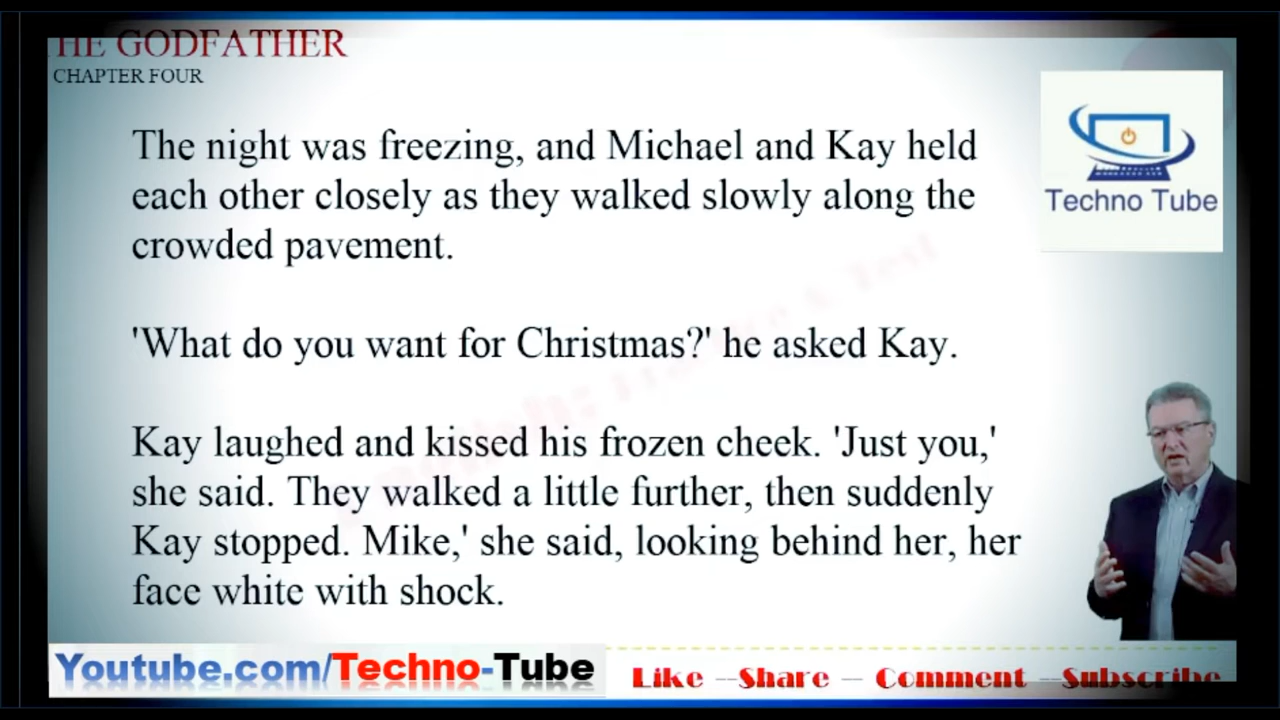 THE GODFATHER
CHAPTER FOUR
Techno Tube
The night was freezing, and Michael and Kay held
each other closely as they walked slowly along the
crowded pavement.
'What do you want for Christmas?' he asked Kay.
Kay laughed and kissed his frozen cheek. 'Just you,'
she said. They walked a little further, then suddenly
Kay stopped. Mike,' she said, looking behind her, her
face white with shock.
Youtube.com/Techno-Tube
Like --Share -- Comment --Subscribe